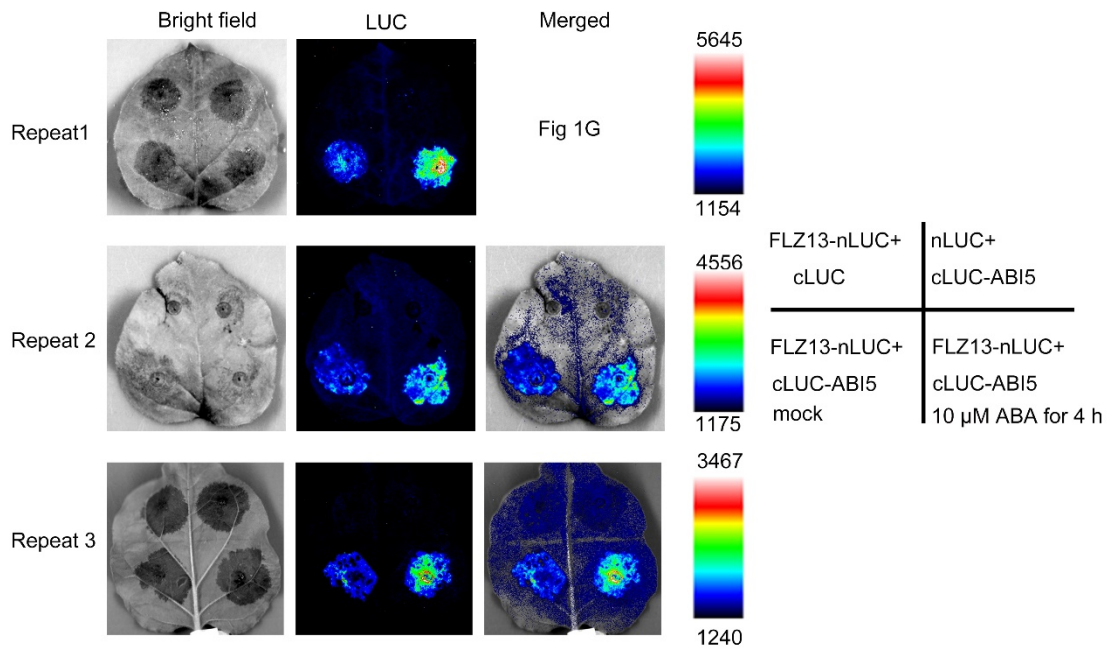 Bright field
LUC
Merged
5645
Repeat1
Fig 1G
1154
FLZ13-nLUC+
cLUC
nLUC+
cLUC-ABI5
4556
Repeat 2
FLZ13-nLUC+
cLUC-ABI5
mock
FLZ13-nLUC+
cLUC-ABI5
10 µM ABA for 4 h
1175
3467
Repeat 3
1240